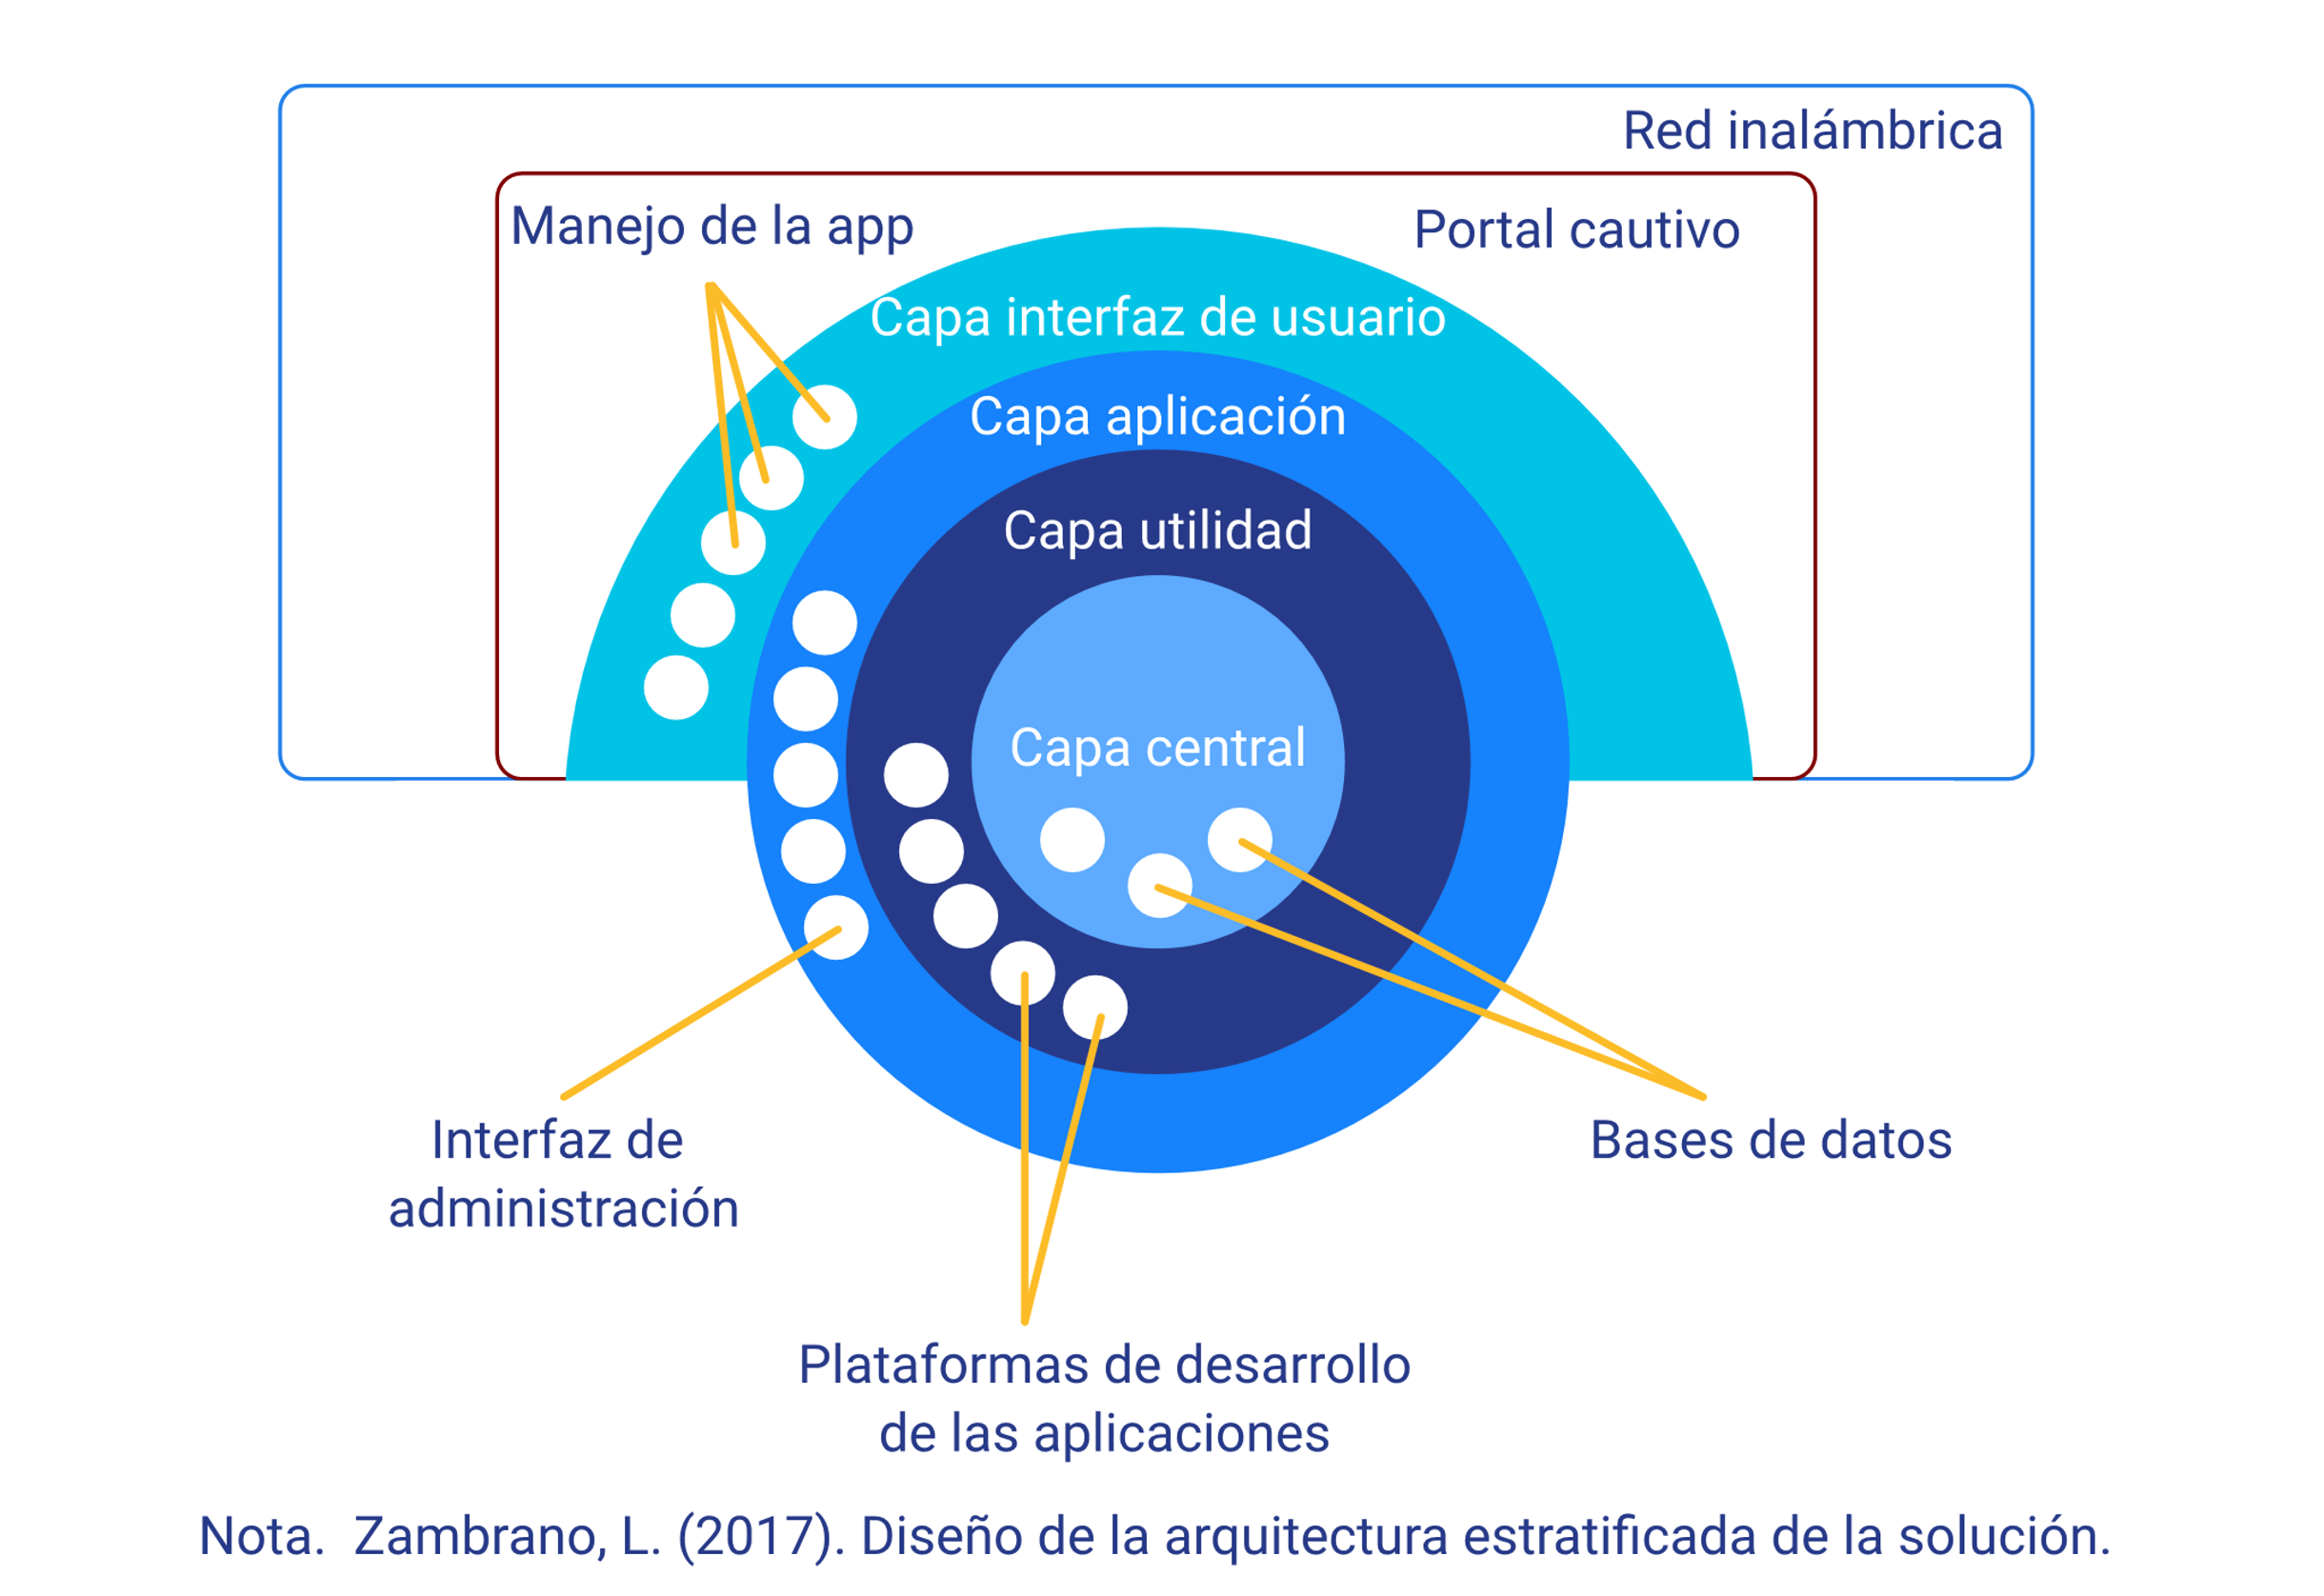 Red inalámbrica
Manejo de la app
Portal cautivo
Capa interfaz de usuario
Capa aplicación
Capa utilidad
Capa central
Interfaz de
administración
Bases de datos
Plataformas de desarrollo
de las aplicaciones
Nota. Zambrano, L. (2017). Diseño de la arquitectura estratificada de la solución.